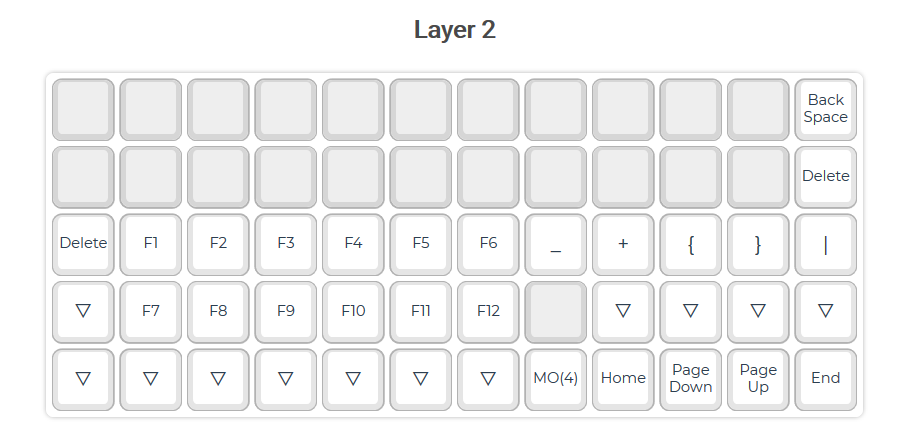 Layer 2
Back
Space
Delete
Delete F1 F2 F3 F4 F5 F6 _ + { } |
▽ F7 F8 F9 F10 F11 F12 ▽ ▽ ▽ ▽
▽ ▽ ▽ ▽ ▽ ▽ ▽ MO(4) Home Page Down Page Up End